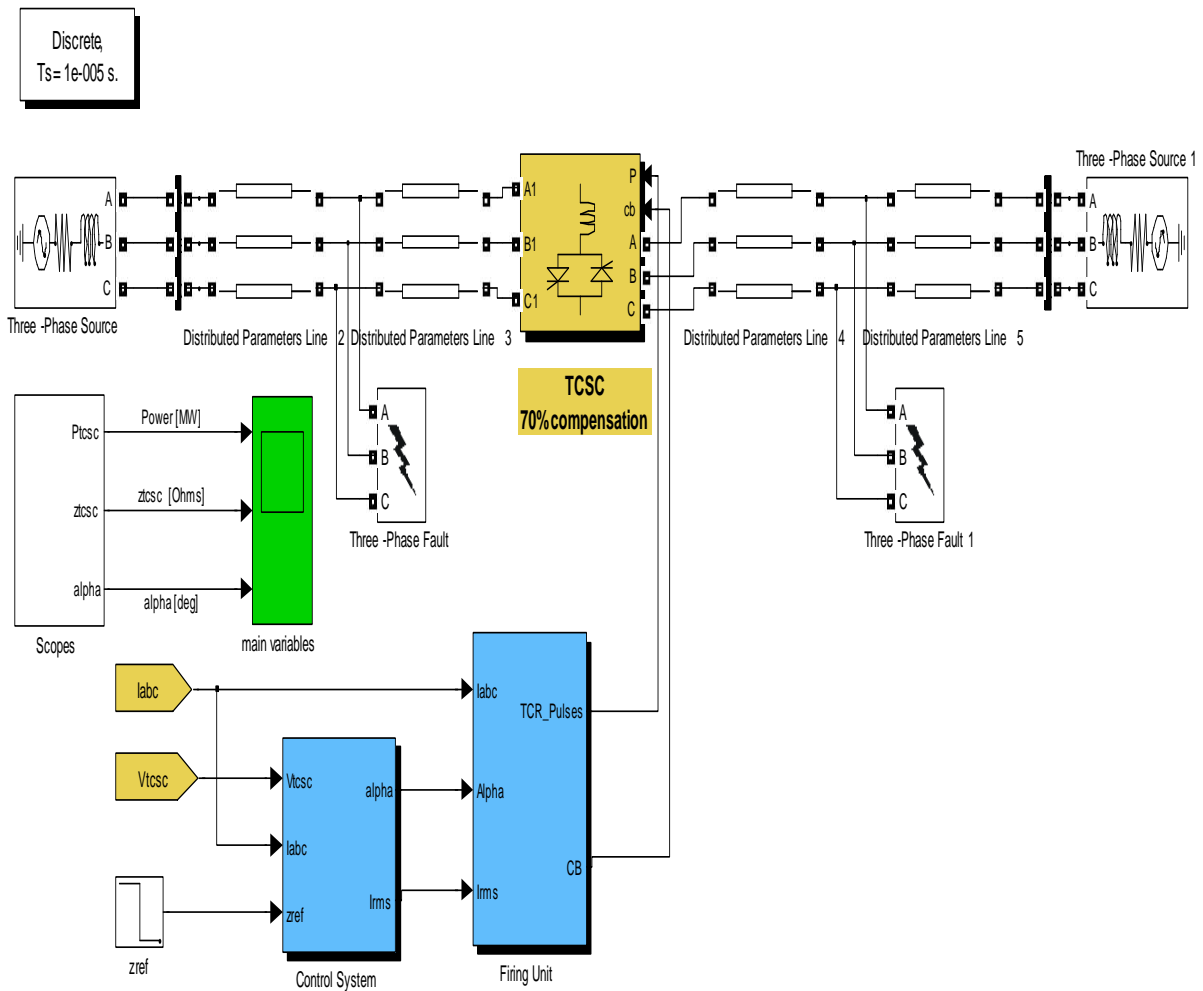 Discrete,
Ts= 1e-005 s.
Three -Phase Source 1
A
B
C
A1
B1
C1
P
cb
A
B
C
A
B
C
Three -Phase Source
Distributed Parameters Line 2
Distributed Parameters Line 3
Distributed Parameters Line 4
Distributed Parameters Line 5
TCSC
70% compensation
A
B
C
Three -Phase Fault
A
B
C
Three -Phase Fault 1
Ptcsc
Power [MW]
ztcsc
ztcsc [Ohms]
alpha
alpha [deg]
Scopes
main variables
Iabc
Vtcsc
zref
Vtcsc
Iabc
zref
alpha
Irms
Control System
Iabc
Alpha
Irms
TCR_Pulses
CB
Firing Unit